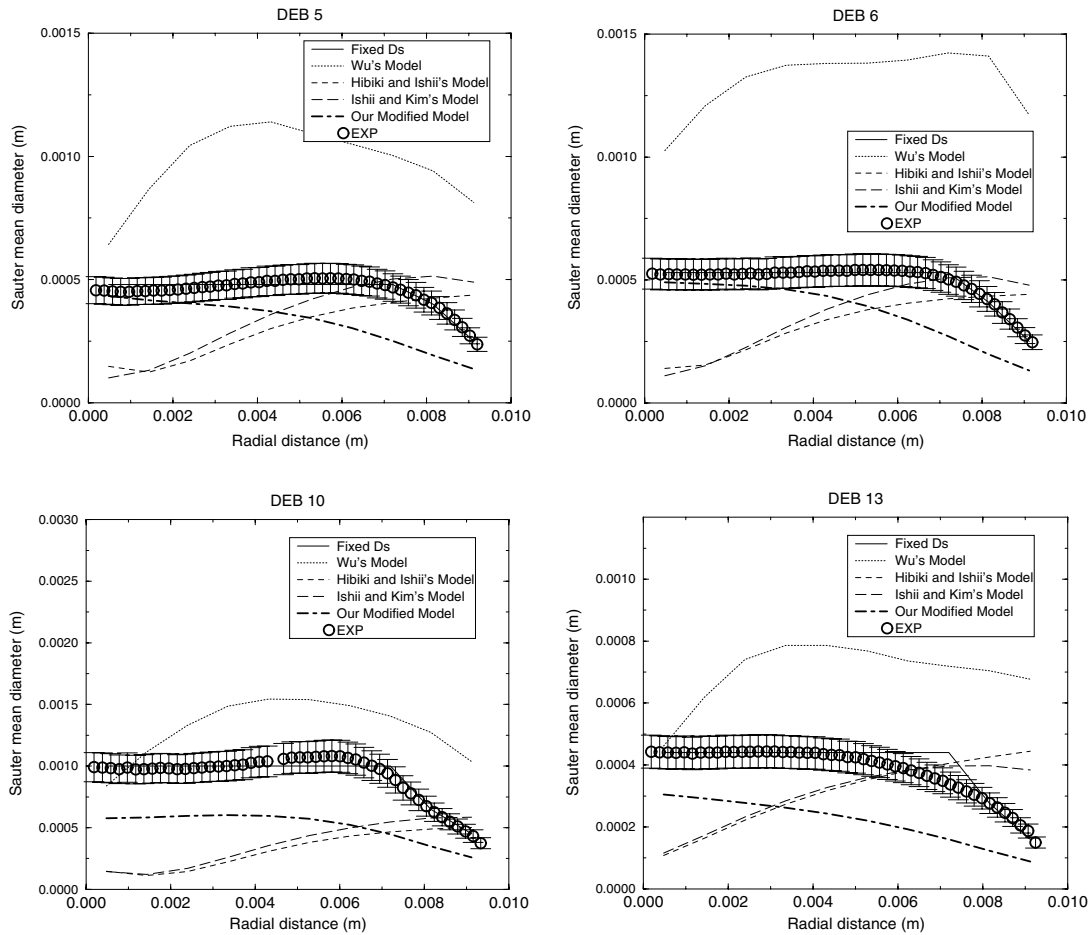 DEB 5
0.0015
0.0010
0.0005
0.0000
Sauter mean diameter (m)
Fixed Ds
Wu's Model
Hibiki and Ishii's Model
Ishii and Kim's Model
Our Modified Model
EXP
0.000 0.002 0.004 0.006 0.008 0.010
Radial distance (m)
DEB 6
0.0015
0.0010
0.0005
0.0000
Sauter mean diameter (m)
Fixed Ds
Wu's Model
Hibiki and Ishii's Model
Ishii and Kim's Model
Our Modified Model
EXP
0.000 0.002 0.004 0.006 0.008 0.010
Radial distance (m)
DEB 10
0.0030
0.0025
0.0020
0.0015
0.0010
0.0005
0.0000
Sauter mean diameter (m)
Fixed Ds
Wu's Model
Hibiki and Ishii's Model
Ishii and Kim's Model
Our Modified Model
EXP
0.000 0.002 0.004 0.006 0.008 0.010
Radial distance (m)
DEB 13
0.0010
0.0008
0.0006
0.0004
0.0002
0.0000
Sauter mean diameter (m)
Fixed Ds
Wu's Model
Hibiki and Ishii's Model
Ishii and Kim's Model
Our Modified Model
EXP
0.000 0.002 0.004 0.006 0.008 0.010
Radial distance (m)